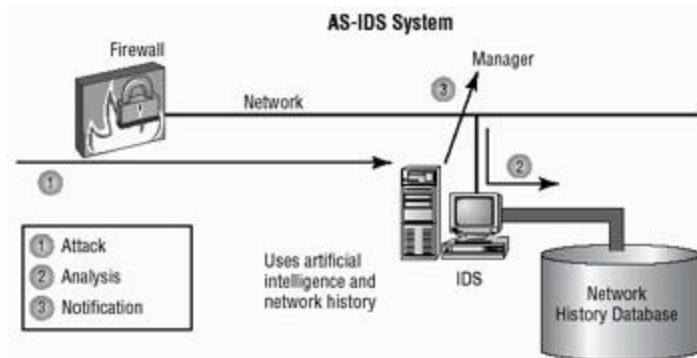 AS-IDS System
Firewall
Manager
3
Network
2
1
1 Attack
2 Analysis
3 Notification
Uses artificial
intelligence and
network history
IDS
Network
History Database